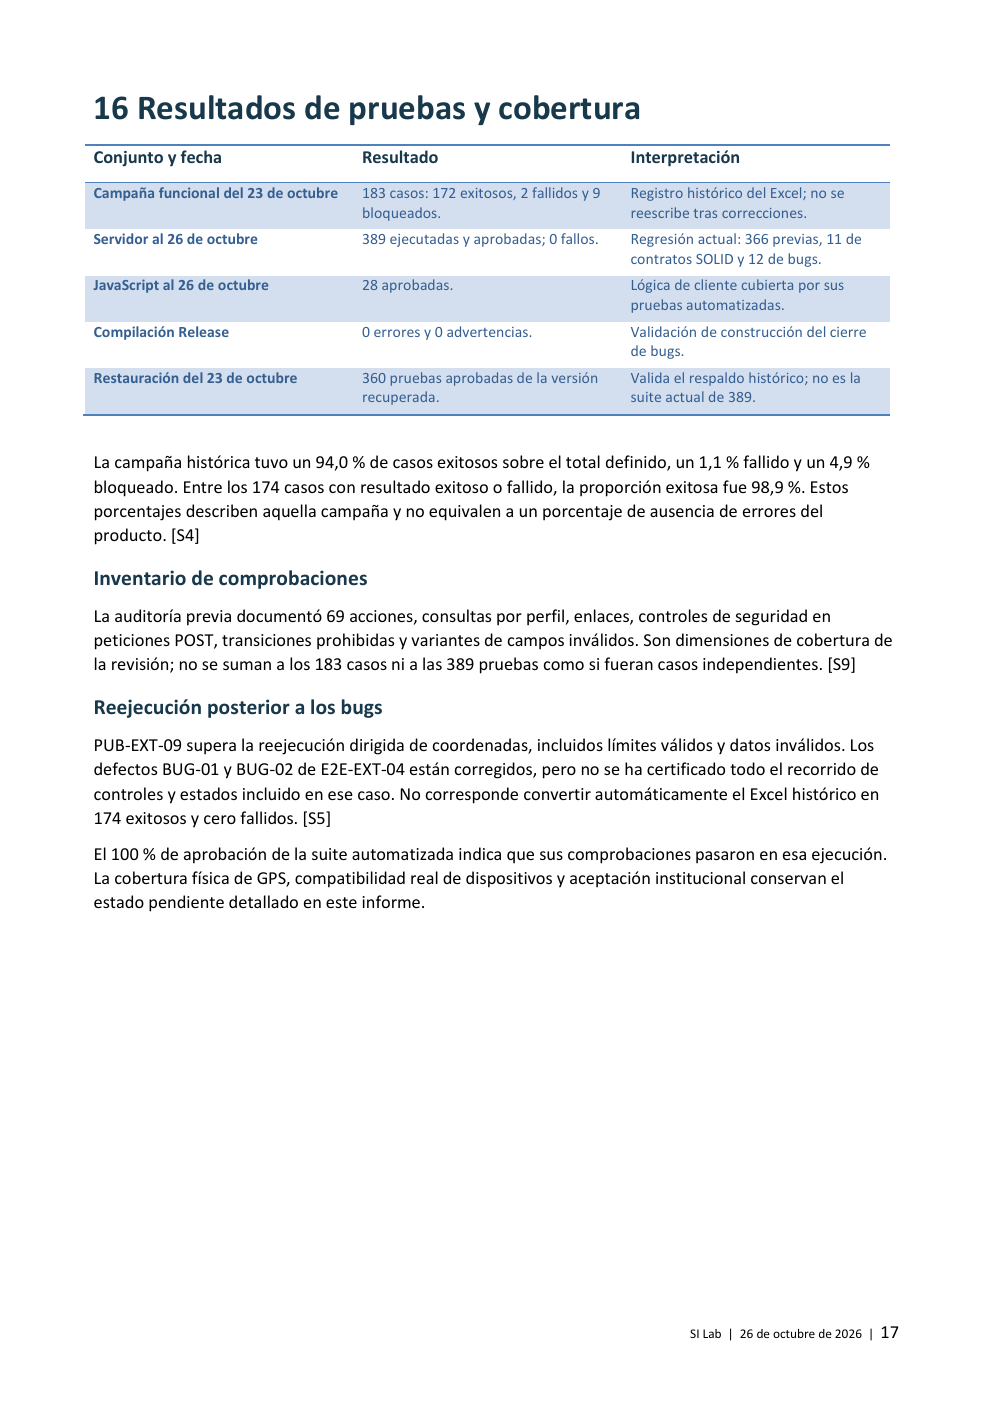 16 Resultados de pruebas y cobertura
Conjunto y fecha Resultado Interpretación
Campaña funcional del 23 de octubre 183 casos: 172 exitosos, 2 fallidos y 9 Registro histórico del Excel; no se
bloqueados. reescribe tras correcciones.
Servidor al 26 de octubre 389 ejecutadas y aprobadas; 0 fallos. Regresión actual: 366 previas, 11 de
contratos SOLID y 12 de bugs.
JavaScript al 26 de octubre 28 aprobadas. Lógica de cliente cubierta por sus
pruebas automatizadas.
Compilación Release 0 errores y 0 advertencias. Validación de construcción del cierre
de bugs.
Restauración del 23 de octubre 360 pruebas aprobadas de la versión Valida el respaldo histórico; no es la
recuperada. suite actual de 389.
La campaña histórica tuvo un 94,0 % de casos exitosos sobre el total definido, un 1,1 % fallido y un 4,9 %
bloqueado. Entre los 174 casos con resultado exitoso o fallido, la proporción exitosa fue 98,9 %. Estos
porcentajes describen aquella campaña y no equivalen a un porcentaje de ausencia de errores del
producto. [S4]
Inventario de comprobaciones
La auditoría previa documentó 69 acciones, consultas por perfil, enlaces, controles de seguridad en
peticiones POST, transiciones prohibidas y variantes de campos inválidos. Son dimensiones de cobertura de
la revisión; no se suman a los 183 casos ni a las 389 pruebas como si fueran casos independientes. [S9]
Reejecución posterior a los bugs
PUB-EXT-09 supera la reejecución dirigida de coordenadas, incluidos límites válidos y datos inválidos. Los
defectos BUG-01 y BUG-02 de E2E-EXT-04 están corregidos, pero no se ha certificado todo el recorrido de
controles y estados incluido en ese caso. No corresponde convertir automáticamente el Excel histórico en
174 exitosos y cero fallidos. [S5]
El 100 % de aprobación de la suite automatizada indica que sus comprobaciones pasaron en esa ejecución.
La cobertura física de GPS, compatibilidad real de dispositivos y aceptación institucional conservan el
estado pendiente detallado en este informe.
SI Lab | 26 de octubre de 2026 | 17